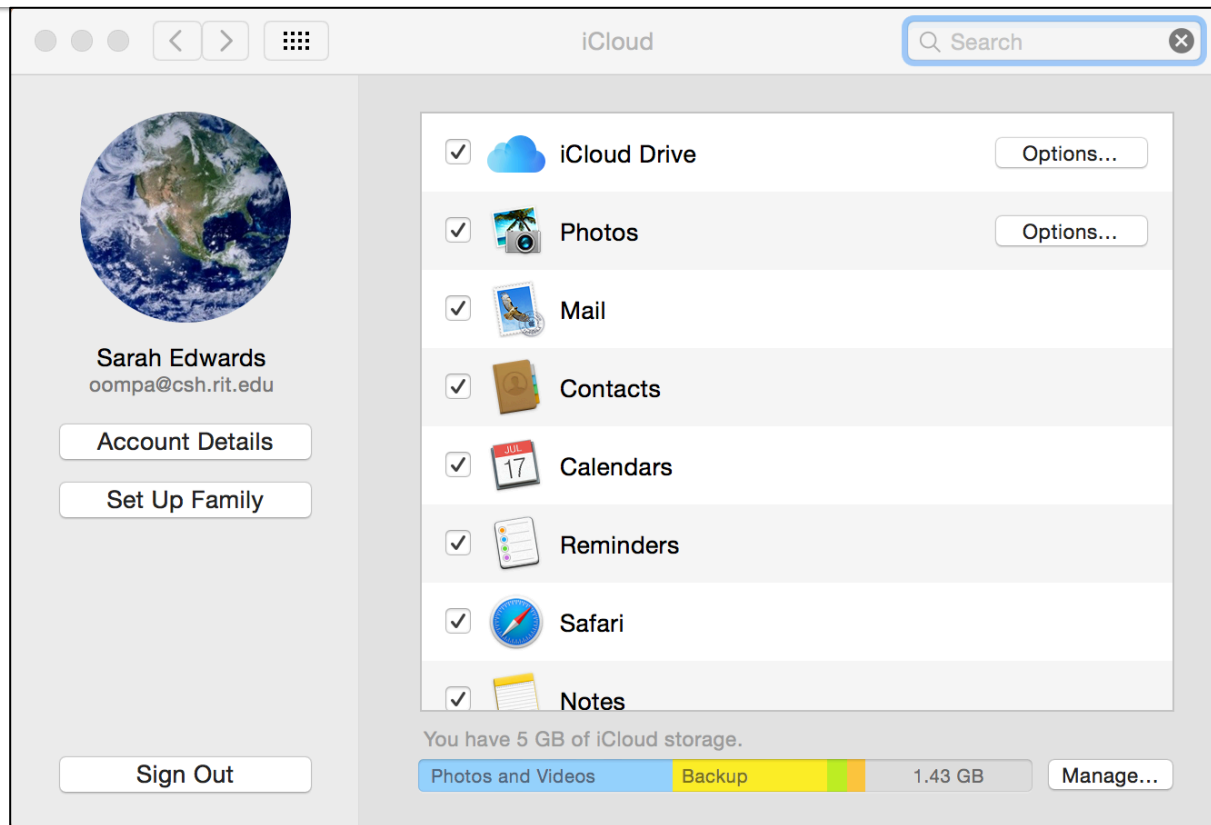 iCloud
Search
iCloud Drive
Options...
Photos
Options...
Mail
Contacts
JUL
17
Calendars
Reminders
Safari
Notes
Sarah Edwards
oompa@csh.rit.edu
Account Details
Set Up Family
Sign Out
You have 5 GB of iCloud storage.
Photos and Videos
Backup
1.43 GB
Manage...